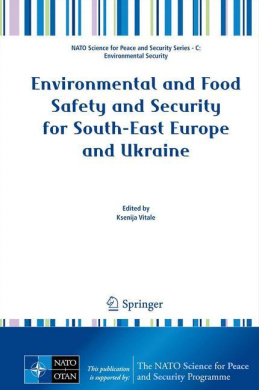 NATO Science for Peace and Security Series - C:
Environmental Security
Environmental and Food
Safety and Security
for South-East Europe
and Ukraine
Edited by
Ksenija Vitale
Springer
NATO
OTAN
This publication
is supported by:
The NATO Science for Peace
and Security Programme